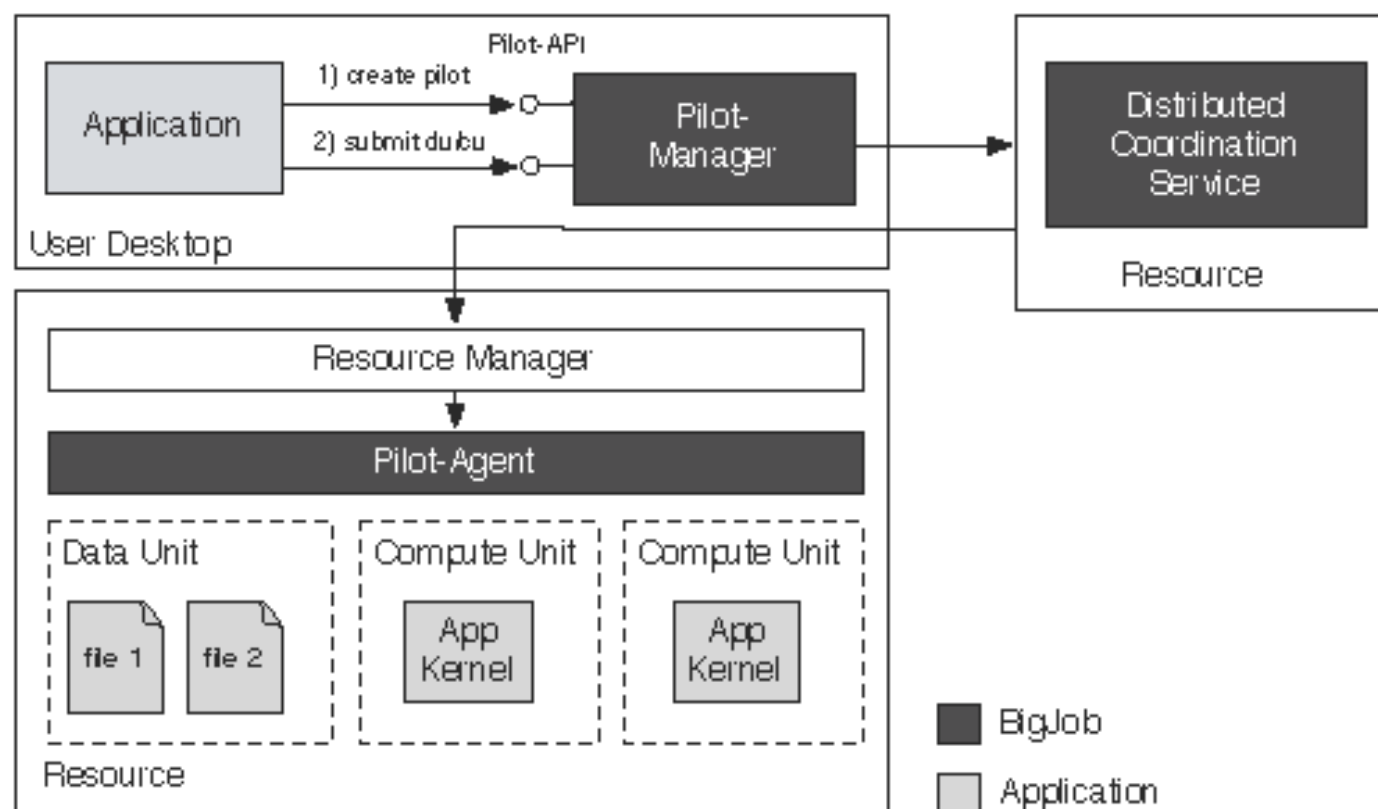 Pilot-API
1) create pilot
Application
2) submit du/cu
Pilot-
Manager
User Desktop
Distributed
Coordination
Service
Resource
Resource Manager
Pilot-Agent
Data Unit
file 1
file 2
Compute Unit
App
Kernel
Compute Unit
App
Kernel
Resource
BigJob
Application